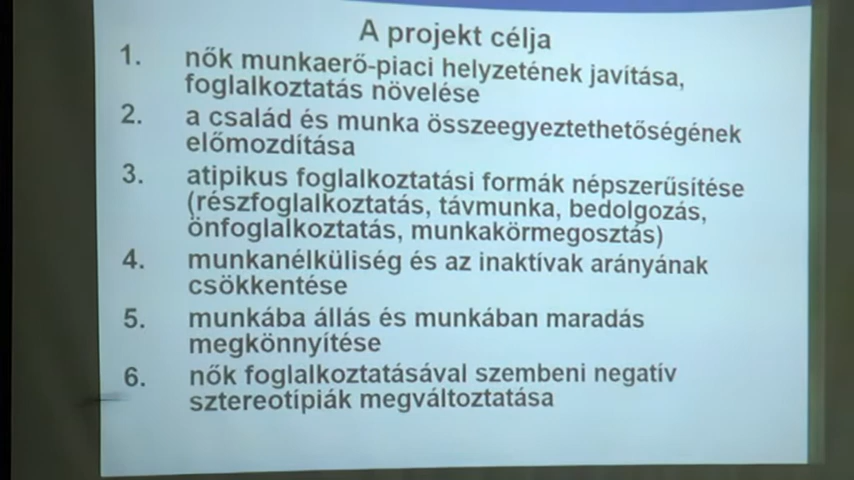 A projekt célja
1. nők munkaerő-piaci helyzetének javítása,
foglalkoztatás növelése
2. a család és munka összeegyeztethetőségének
előmozdítása
3. atipikus foglalkoztatási formák népszerűsítése
(részfoglalkoztatás, távmunka, bedolgozás,
önfoglalkoztatás, munkakörmegosztás)
4. munkanélküliség és az inaktívak arányának
csökkentése
5. munkába állás és munkában maradás
megkönnyítése
6. nők foglalkoztatásával szembeni negatív
sztereotípiák megváltoztatása